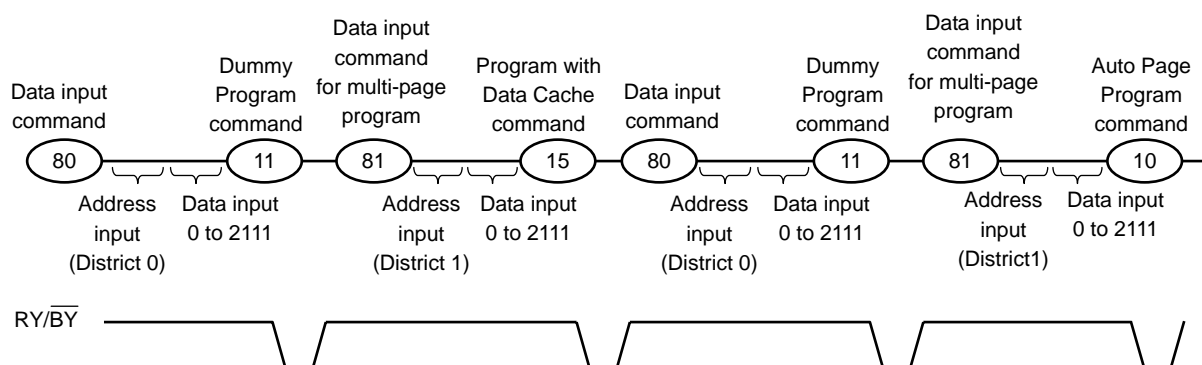 Data input
command
Dummy
Program
command
Data input
command
for multi-page
program
Program with
Data Cache
command
Data input
command
Dummy
Program
command
Data input
command
for multi-page
program
Auto Page
Program
command
80
11
81
15
80
11
81
10
Address
input
(District 0)
Data input
0 to 2111
Address
input
(District 1)
Data input
0 to 2111
Address
input
(District 0)
Data input
0 to 2111
Address
input
(District1)
Data input
0 to 2111
RY/BY